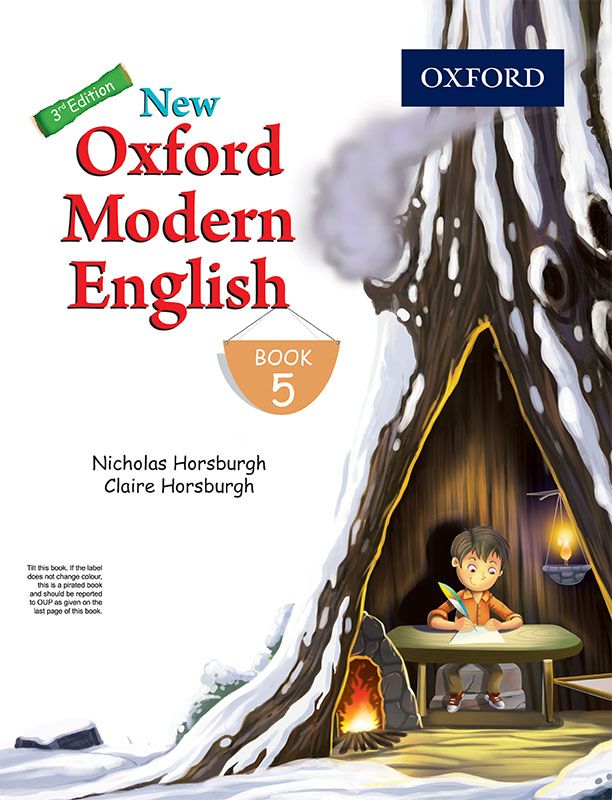 OXFORD
3rd Edition
New
Oxford
Modern
English
BOOK
5
Nicholas Horsburgh
Claire Horsburgh
Tilt this book. If the label
does not change colour,
this is a pirated book
and should be reported
to OUP as given on the
last page of this book.